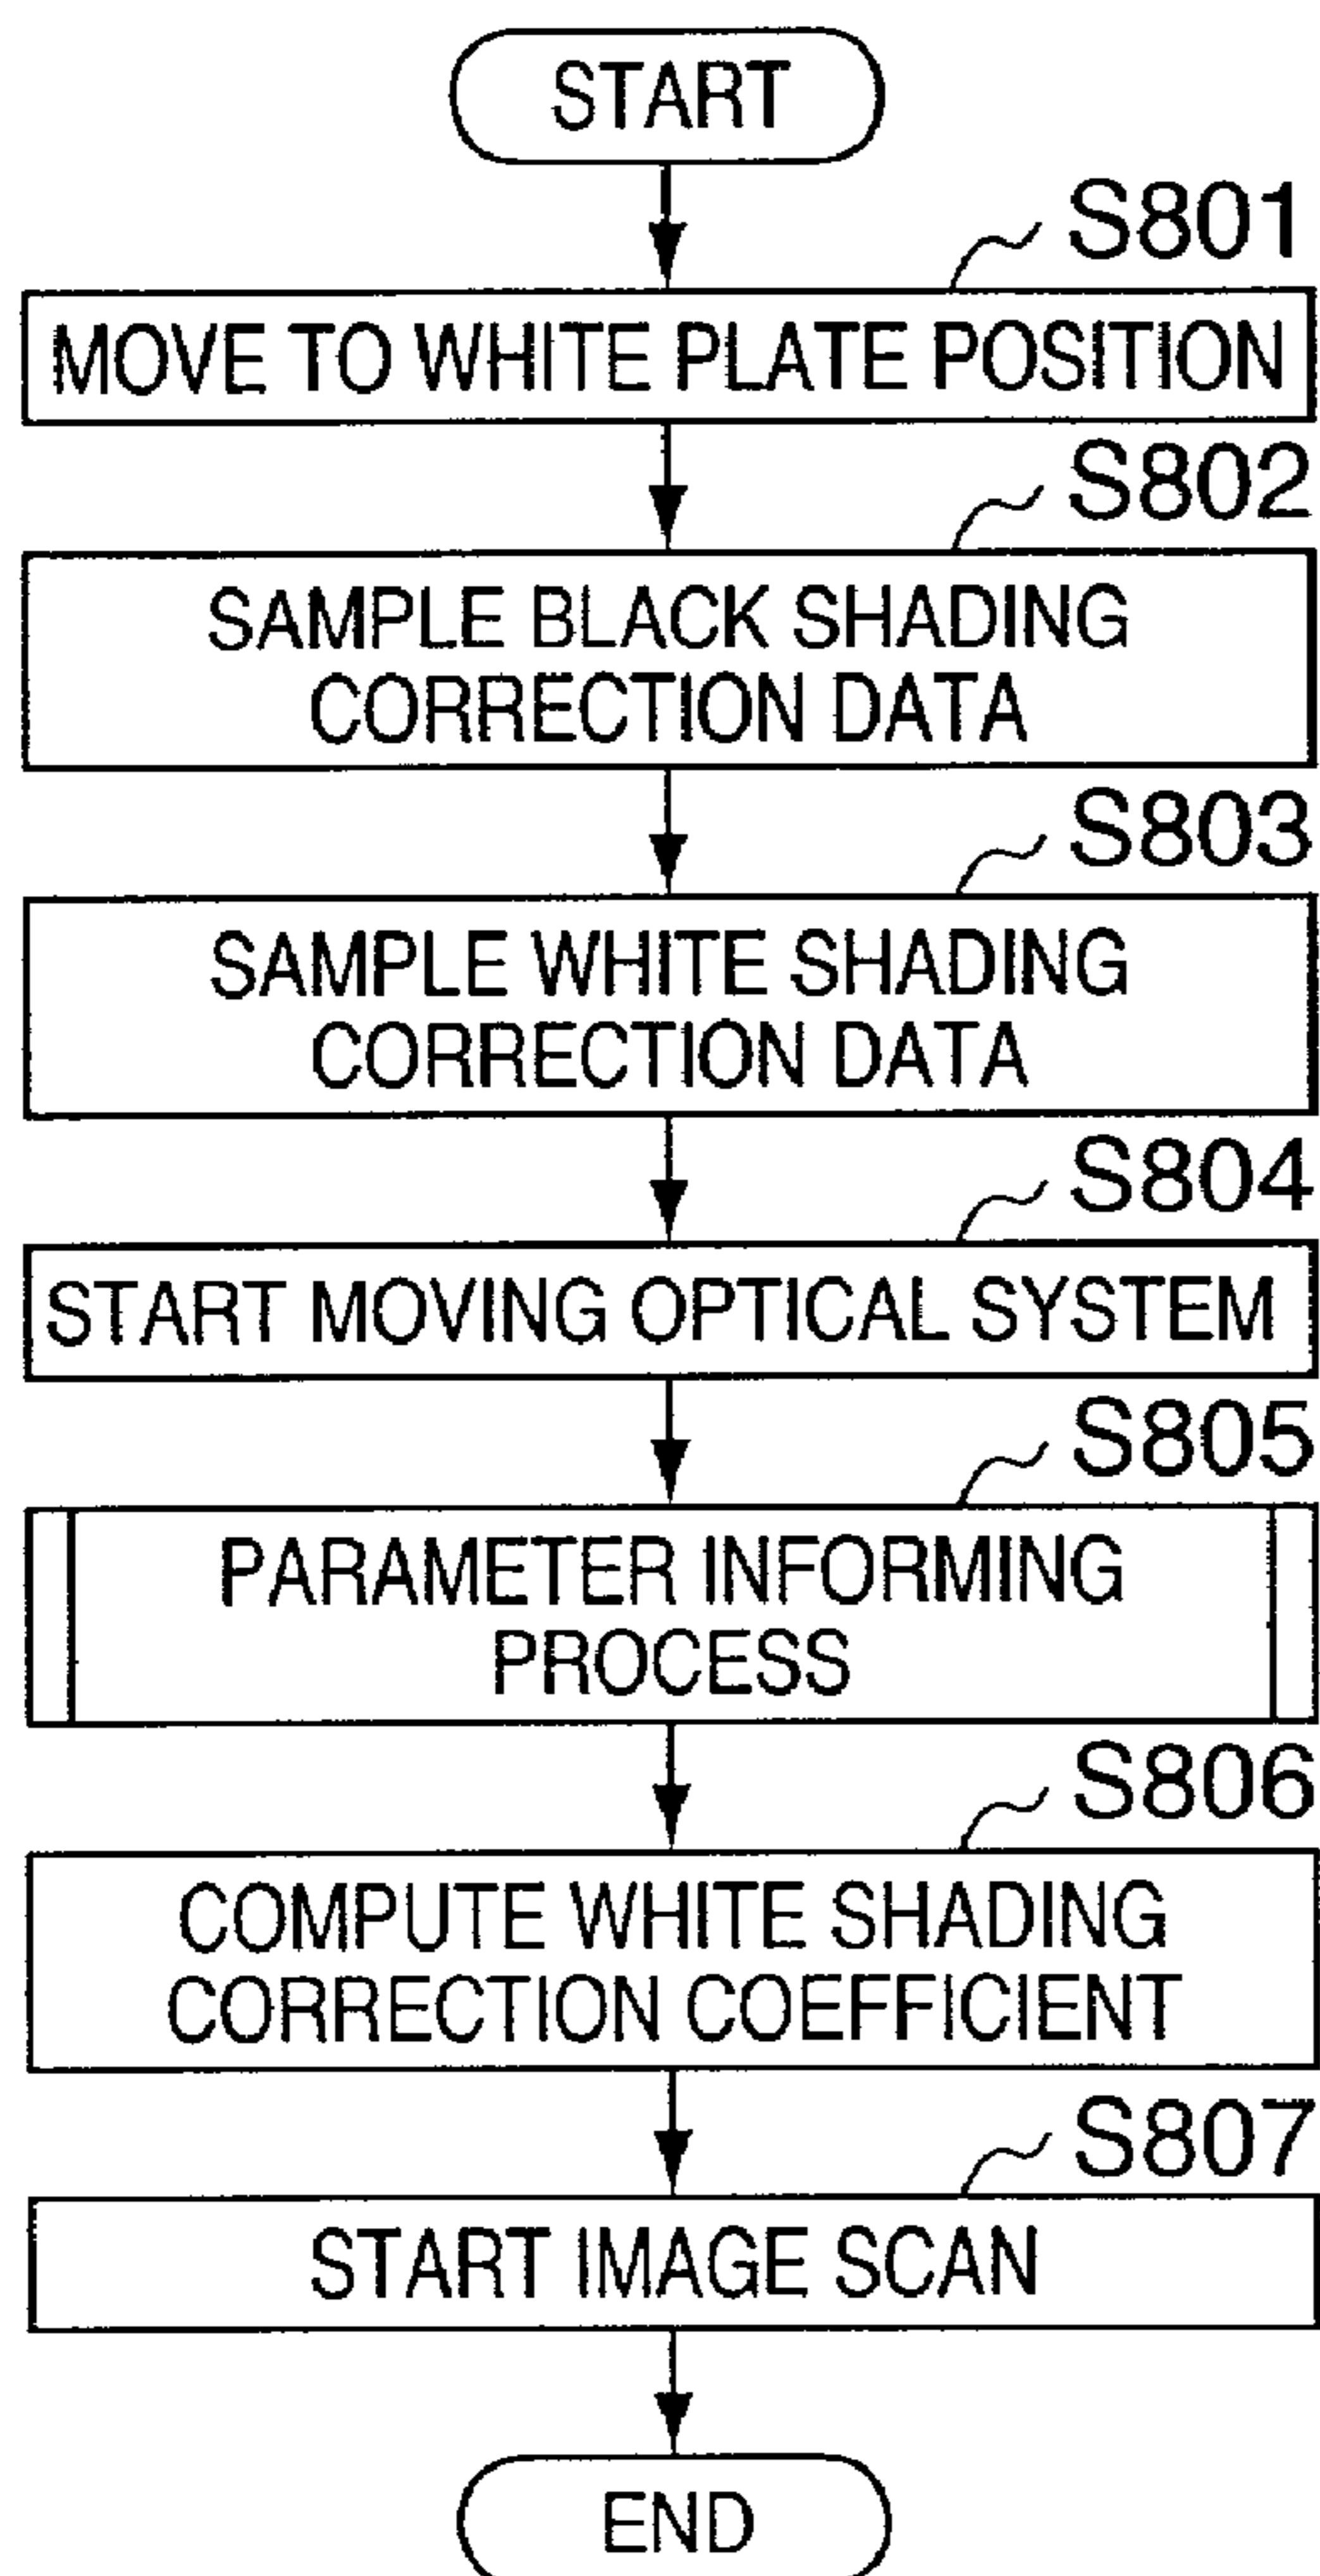 START
S801
MOVE TO WHITE PLATE POSITION
S802
SAMPLE BLACK SHADING
CORRECTION DATA
S803
SAMPLE WHITE SHADING
CORRECTION DATA
S804
START MOVING OPTICAL SYSTEM
S805
PARAMETER INFORMING
PROCESS
S806
COMPUTE WHITE SHADING
CORRECTION COEFFICIENT
S807
START IMAGE SCAN
END